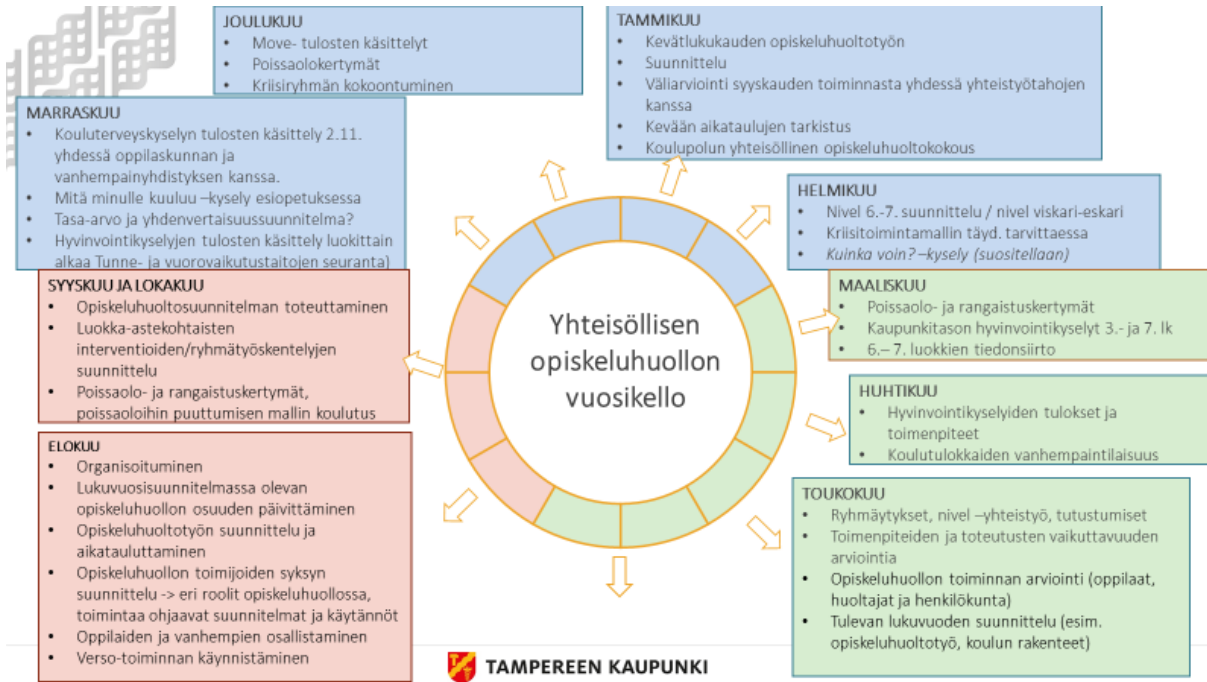 JOULUKUU
• Move- tulosten käsittelyt
• Poissaolokertymät
• Kriisiryhmän kokoontuminen
TAMMIKUU
• Kevätlukukauden opiskeluhuoltotyön
• Suunnittelu
• Väliarviointi syyskauden toiminnasta yhdessä yhteistyötahojen
kanssa
• Kevään aikataulujen tarkistus
• Koulupolun yhteisöllinen opiskeluhuoltokokous
MARRASKUU
• Kouluterveyskyselyn tulosten käsittely 2.11.
yhdessä oppilaskunnan ja
vanhempainyhdistyksen kanssa.
• Mitä minulle kuuluu –kysely esiopetuksessa
• Tasa-arvo ja yhdenvertaisuussuunnitelma?
• Hyvinvointikyselyjen tulosten käsittely luokittain
alkaa Tunne- ja vuorovaikutustaitojen seuranta)
HELMIKUU
• Nivel 6.-7. suunnittelu / nivel viskari-eskari
• Kriisitoimintamallin täyd. tarvittaessa
• Kuinka voin? –kysely (suositellaan)
SYYSKUU JA LOKAKUU
• Opiskeluhuoltosuunnitelman toteuttaminen
• Luokka-astekohtaisten
interventioiden/ryhmätyöskentelyjen
suunnittelu
• Poissaolo- ja rangaistuskertymät,
poissaoloihin puuttumisen mallin koulutus
Yhteisöllisen
opiskeluhuollon
vuosikello
MAALISKUU
• Poissaolo- ja rangaistuskertymät
• Kaupunkitason hyvinvointikyselyt 3.- ja 7. lk
• 6.– 7. luokkien tiedonsiirto
HUHTIKUU
• Hyvinvointikyselyiden tulokset ja
toimenpiteet
• Koulutulokkaiden vanhempaintilaisuus
ELOKUU
• Organisoituminen
• Lukuvuosisuunnitelmassa olevan
opiskeluhuollon osuuden päivittäminen
• Opiskeluhuoltotyön suunnittelu ja
aikatauluttaminen
• Opiskeluhuollon toimijoiden syksyn
suunnittelu -> eri roolit opiskeluhuollossa,
toimintaa ohjaavat suunnitelmat ja käytännöt
• Oppilaiden ja vanhempien osallistaminen
• Verso-toiminnan käynnistäminen
TOUKOKUU
• Ryhmäytykset, nivel –yhteistyö, tutustumiset
• Toimenpiteiden ja toteutusten vaikuttavuuden
arviointia
• Opiskeluhuollon toiminnan arviointi (oppilaat,
huoltajat ja henkilökunta)
• Tulevan lukuvuoden suunnittelu (esim.
opiskeluhuoltotyö, koulun rakenteet)
TAMPEREEN KAUPUNKI